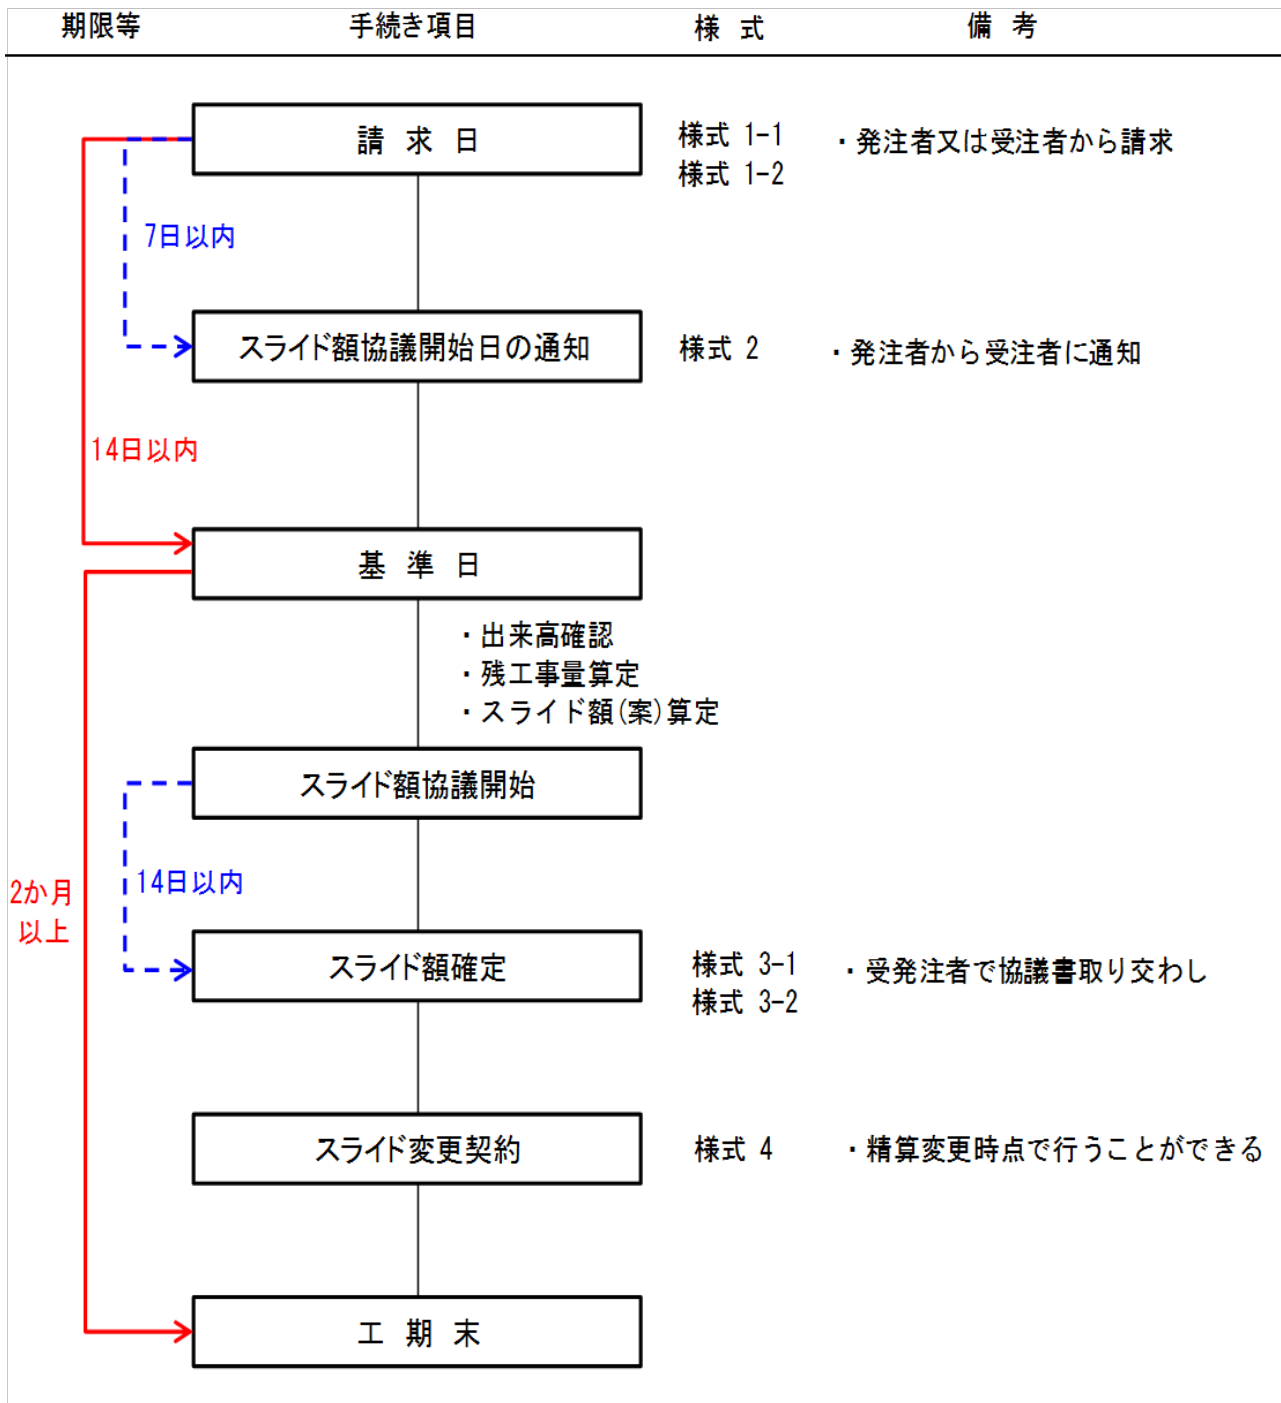 期限等 手続き項目 様 式 備 考
請 求 日 様式 1-1 ・発注者又は受注者から請求
様式 1-2
7日以内
スライド額協議開始日の通知 様式 2 ・発注者から受注者に通知
14日以内
基 準 日
・出来高確認
・残工事量算定
・スライド額(案)算定
スライド額協議開始
14日以内
2か月
以上
スライド額確定 様式 3-1 ・受発注者で協議書取り交わし
様式 3-2
スライド変更契約 様式 4 ・精算変更時点で行うことができる
工 期 末